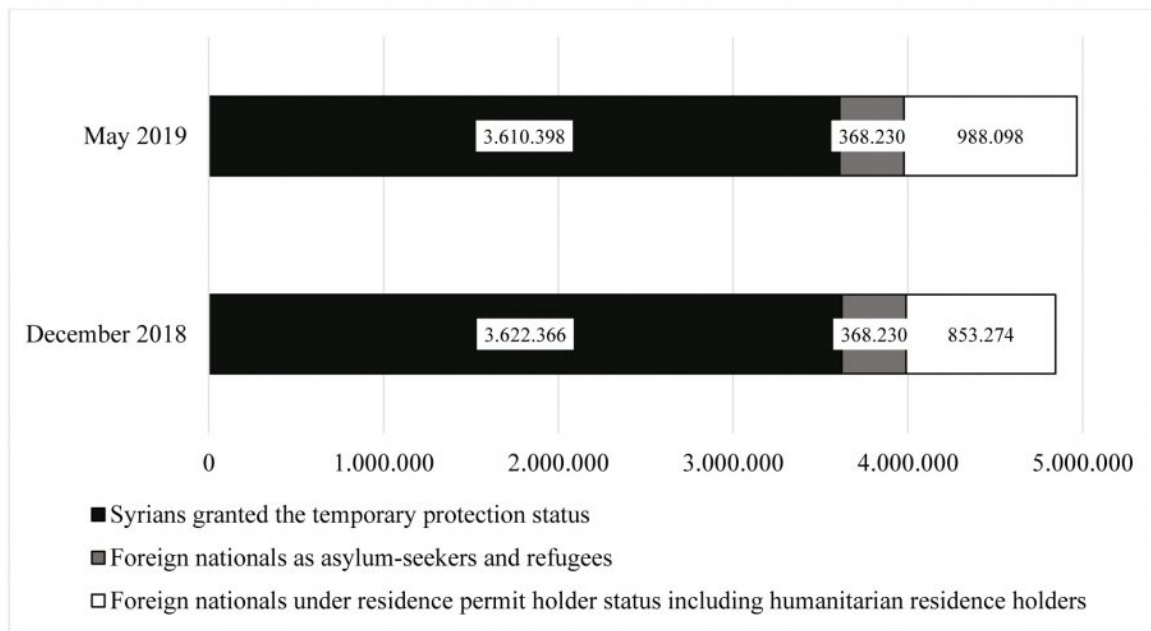 May 2019
3.610.398
368.230
988.098
December 2018
3.622.366
368.230
853.274
0
1.000.000
2.000.000
3.000.000
4.000.000
5.000.000
Syrians granted the temporary protection status
Foreign nationals as asylum-seekers and refugees
Foreign nationals under residence permit holder status including humanitarian residence holders